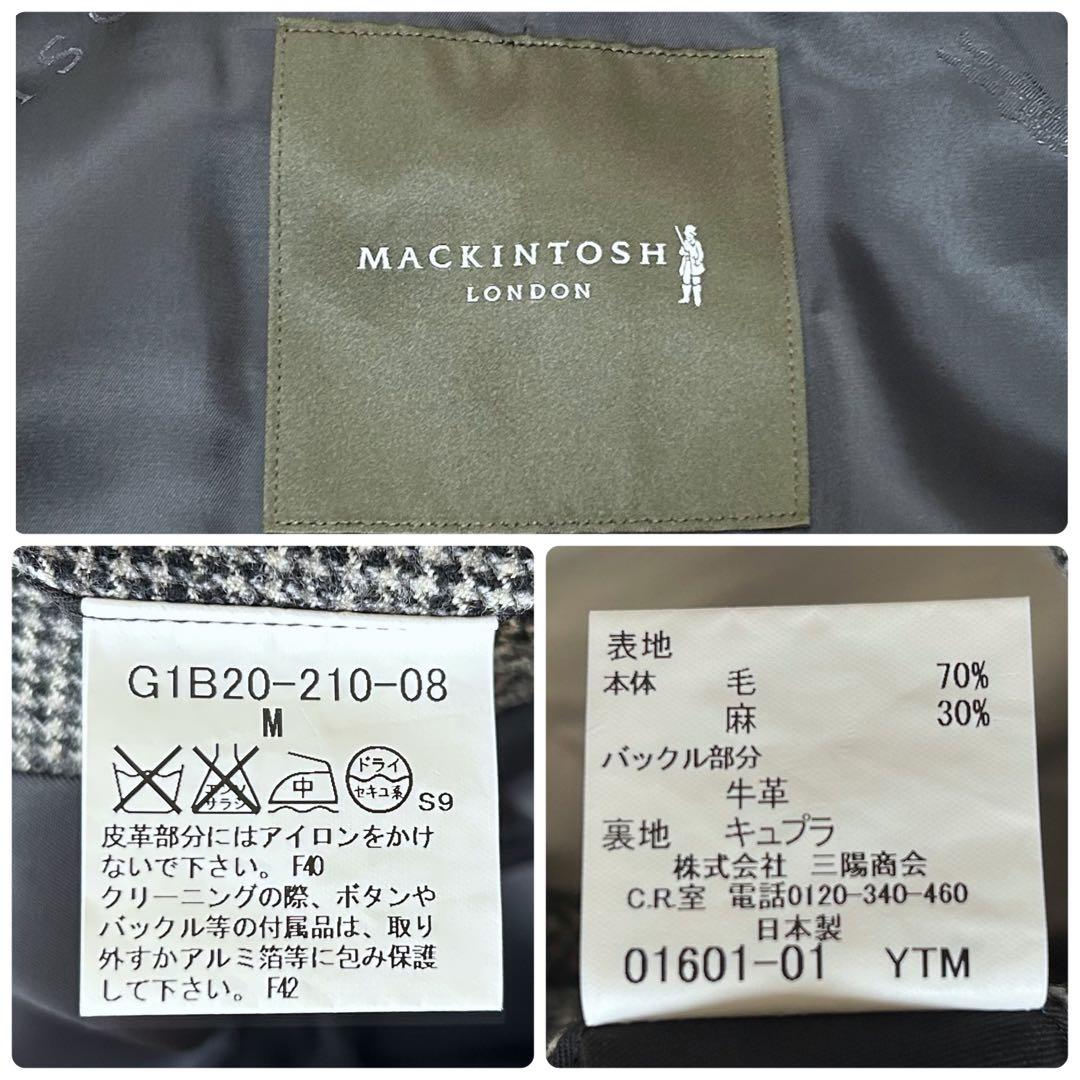 MACKINTOSH
LONDON
G1B20-210-08
M
エンソ
サラシ
中
ドライ
セキユ系
S9
皮革部分にはアイロンをかけ
ないで下さい。 F40
クリーニングの際、ボタンや
バックル等の付属品は、取り
外すかアルミ箔等に包み保護
して下さい。 F42
表地
本体 毛 70%
麻 30%
バックル部分
牛革
裏地 キュプラ
株式会社 三陽商会
C.R.室 電話0120-340-460
日本製
01601-01 YTM